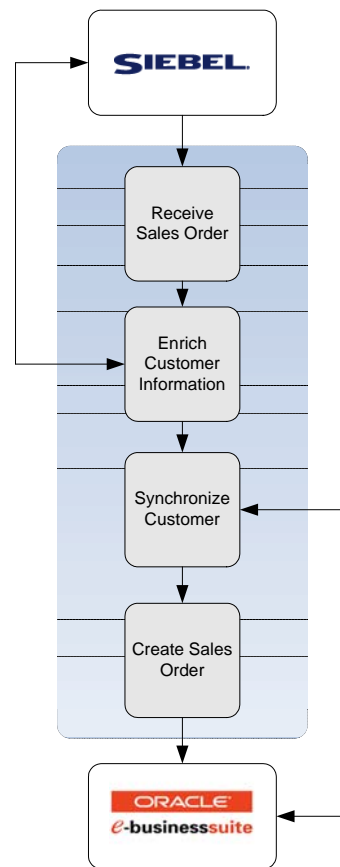 SIEBEL.
Receive
Sales Order
Enrich
Customer
Information
Synchronize
Customer
Create Sales
Order
ORACLE
e-businesssuite